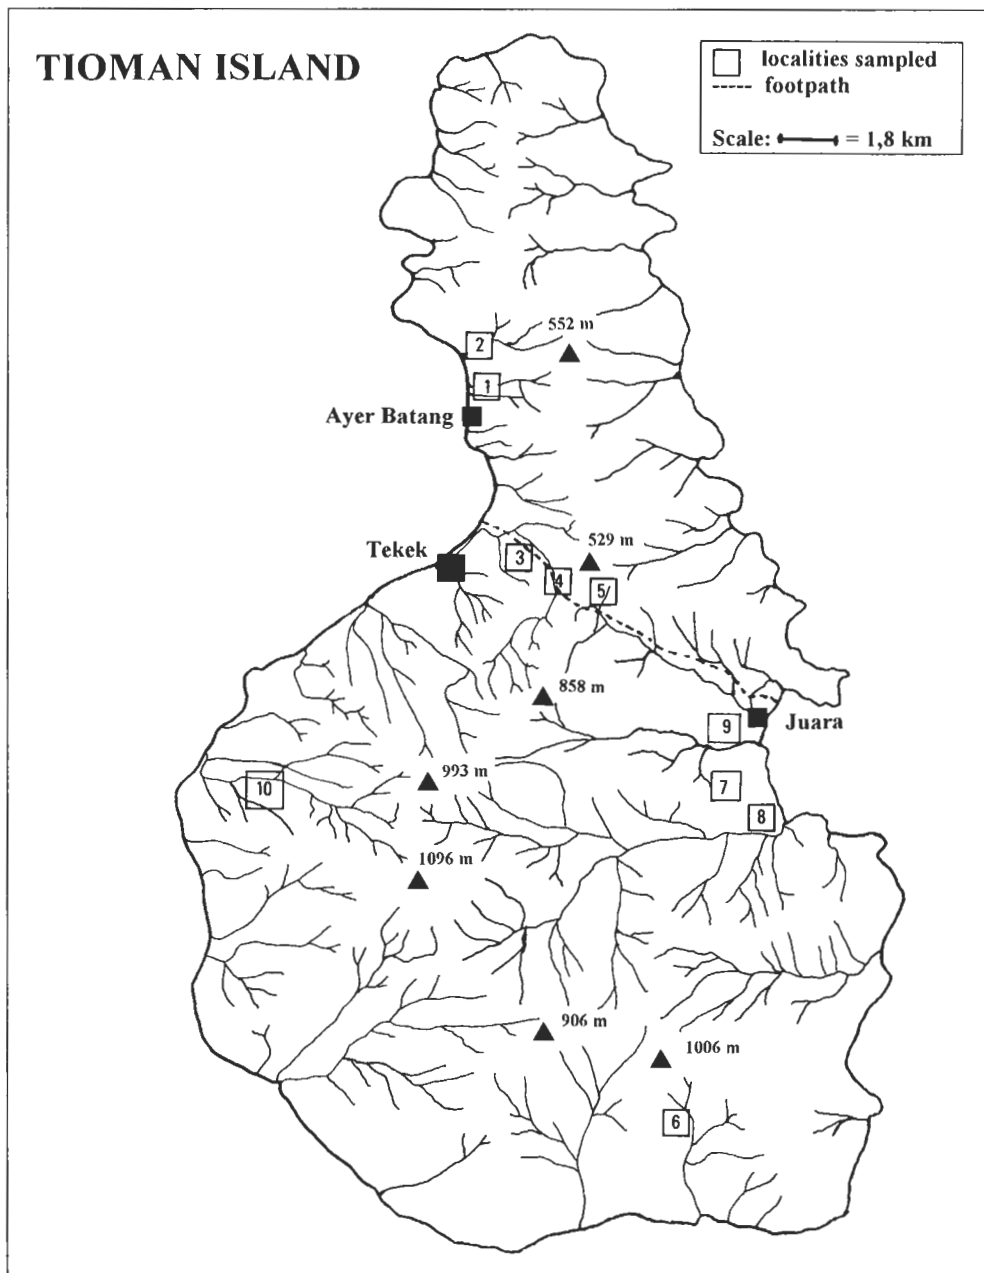 TIOMAN ISLAND
localities sampled
footpath
Scale: = 1,8 km
552 m
2
1
Ayer Batang
529 m
Tekek
3
4
5
858 m
9
Juara
993 m
10
7
8
1096 m
906 m
1006 m
6